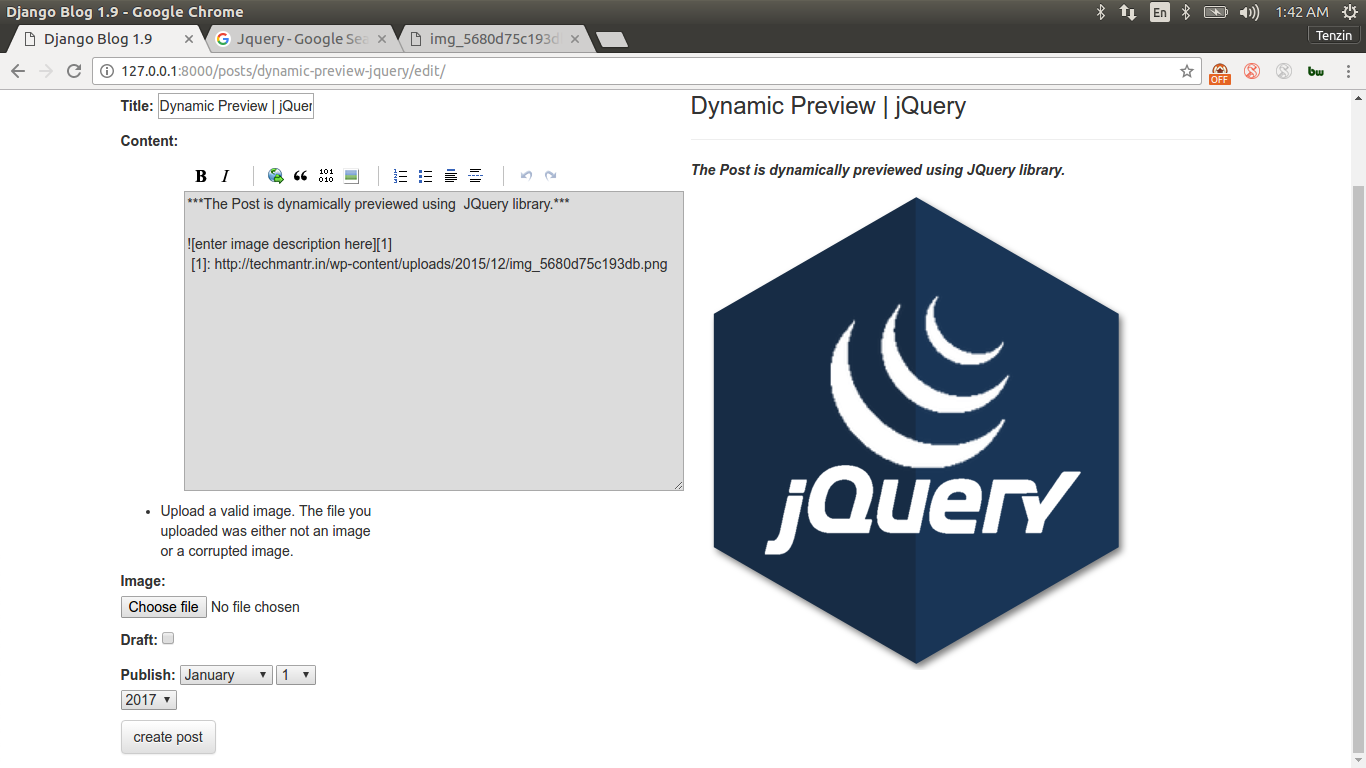 Django Blog 1.9 - Google Chrome
En
1:42 AM
Django Blog 1.9
Jquery - Google Sea
img_5680d75c193d
Tenzin
127.0.0.1:8000/posts/dynamic-preview-jquery/edit/
OFF
bw
Title: Dynamic Preview | jQuer
Content:
B I
101
010
***The Post is dynamically previewed using  JQuery library.***
![enter image description here][1]
[1]: http://techmantr.in/wp-content/uploads/2015/12/img_5680d75c193db.png
Upload a valid image. The file you
uploaded was either not an image
or a corrupted image.
Image:
Choose file No file chosen
Draft:
Publish: January 1
2017
create post
Dynamic Preview | jQuery
The Post is dynamically previewed using JQuery library.
jQuery